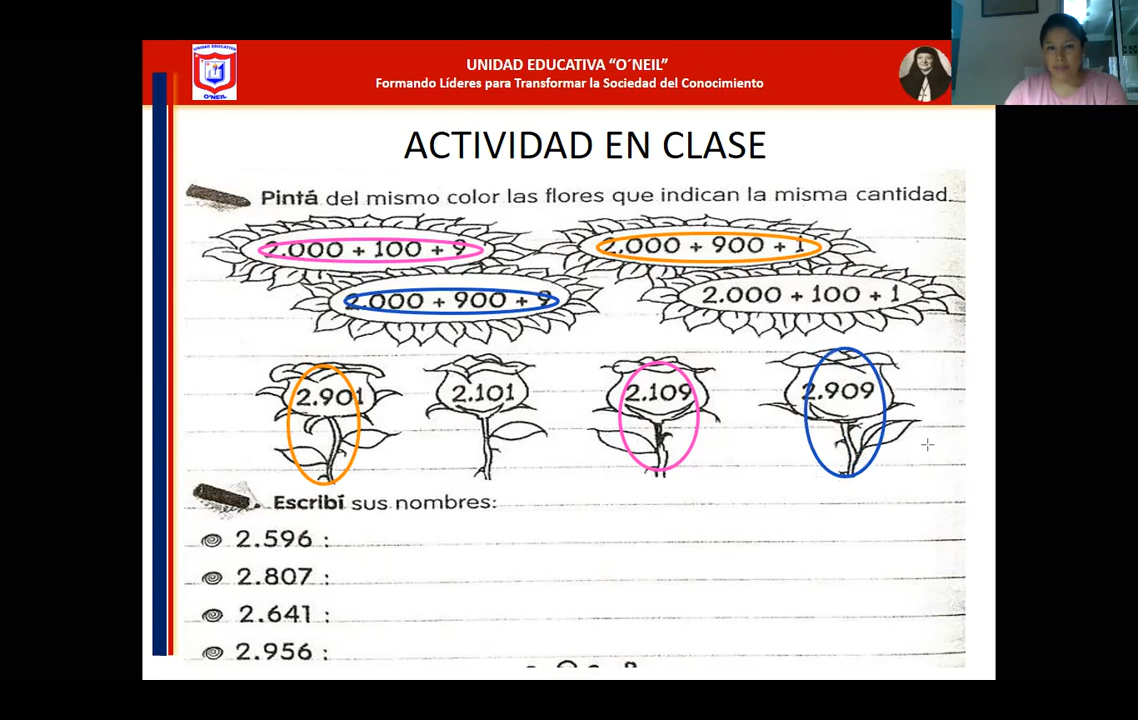 UNIDAD EDUCATIVA
O'NEIL
UNIDAD EDUCATIVA “O´NEIL”
Formando Líderes para Transformar la Sociedad del Conocimiento
ACTIVIDAD EN CLASE
Pintá del mismo color las flores que indican la misma cantidad.
2.000 + 100 + 9
2.000 + 900 + 1
2.000 + 900 + 9
2.000 + 100 + 1
2.901
2.101
2.109
2.909
Escribí sus nombres:
2.596 :
2.807 :
2.641 :
2.956 :